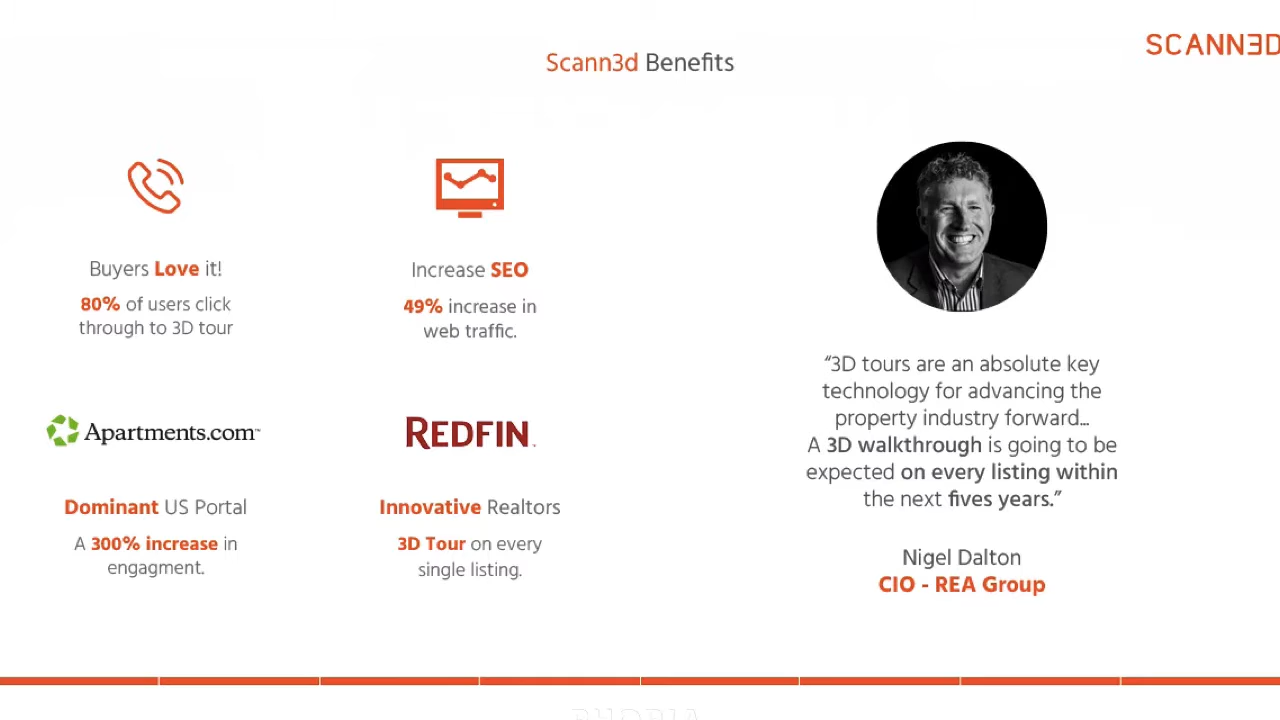 SCANN3D
Scann3d Benefits
Buyers Love it!
80% of users click
through to 3D tour
Increase SEO
49% increase in
web traffic.
Apartments.com™
Dominant US Portal
A 300% increase in
engagment.
REDFIN
Innovative Realtors
3D Tour on every
single listing.
“3D tours are an absolute key
technology for advancing the
property industry forward...
A 3D walkthrough is going to be
expected on every listing within
the next fives years.”
Nigel Dalton
CIO - REA Group